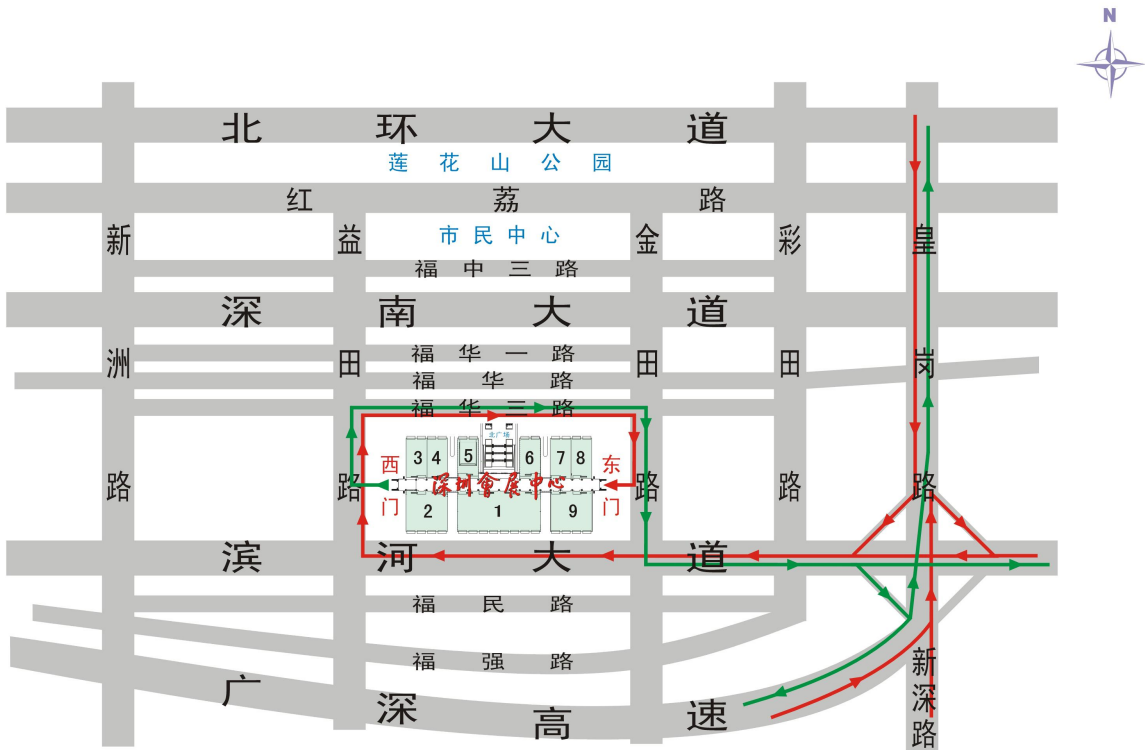 N
北环大道
莲花山公园
红荔路
新洲路
益田路
市民中心
金田路
彩田路
皇岗路
福中三路
深南大道
福华一路
福华路
福华三路
北广场
3 4 5 6 7 8
西门
深圳會展中心
东门
2 1 9
滨河大道
福民路
福强路
新深路
广深高速